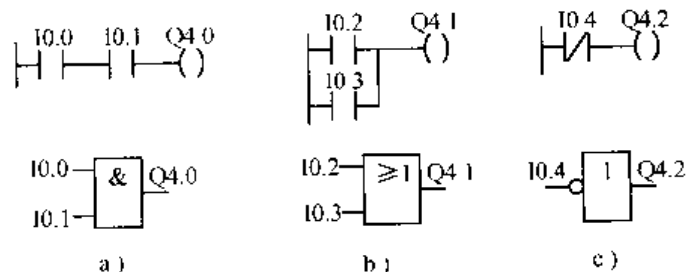 I0.0 I0.1 Q4.0
I0.2 Q4.1
I0.3
I0.4 Q4.2
I0.0 & Q4.0
I0.1
I0.2 ≥1 Q4.1
I0.3
I0.4 1 Q4.2
a) b) c)